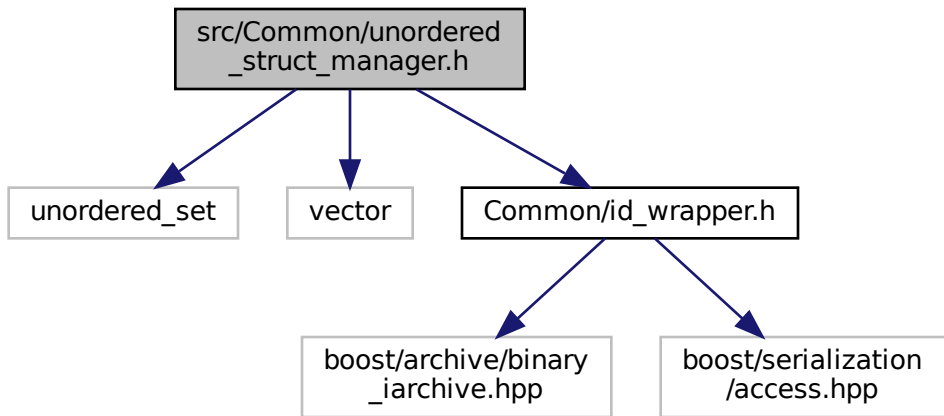 src/Common/unordered
_struct_manager.h
unordered_set
vector
Common/id_wrapper.h
boost/archive/binary
_iarchive.hpp
boost/serialization
/access.hpp